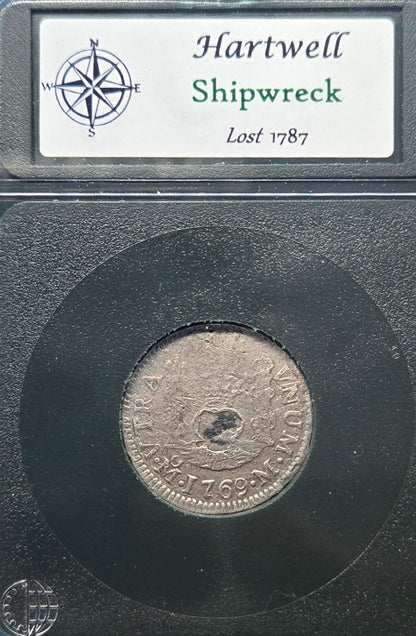 N
W E
S
Hartwell
Shipwreck
Lost 1787
VTRA VNUM
M·1769·M